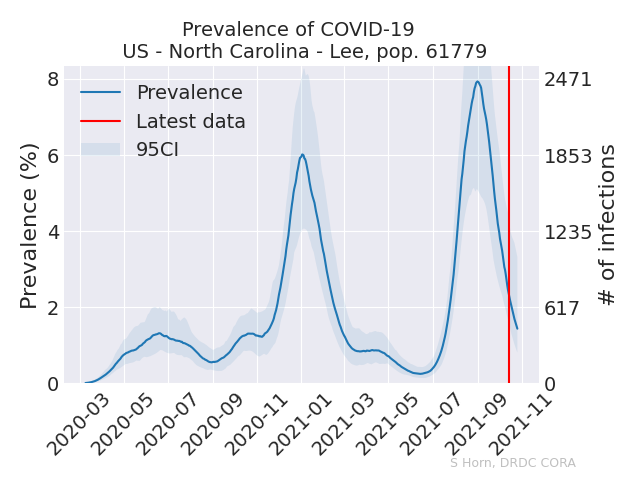 Prevalence of COVID-19
US - North Carolina - Lee, pop. 61779
Prevalence
Latest data
95CI
Prevalence (%)
8
6
4
2
0
2471
1853
1235
617
0
# of infections
2020-03
2020-05
2020-07
2020-09
2020-11
2021-01
2021-03
2021-05
2021-07
2021-09
2021-11
S Horn, DRDC CORA